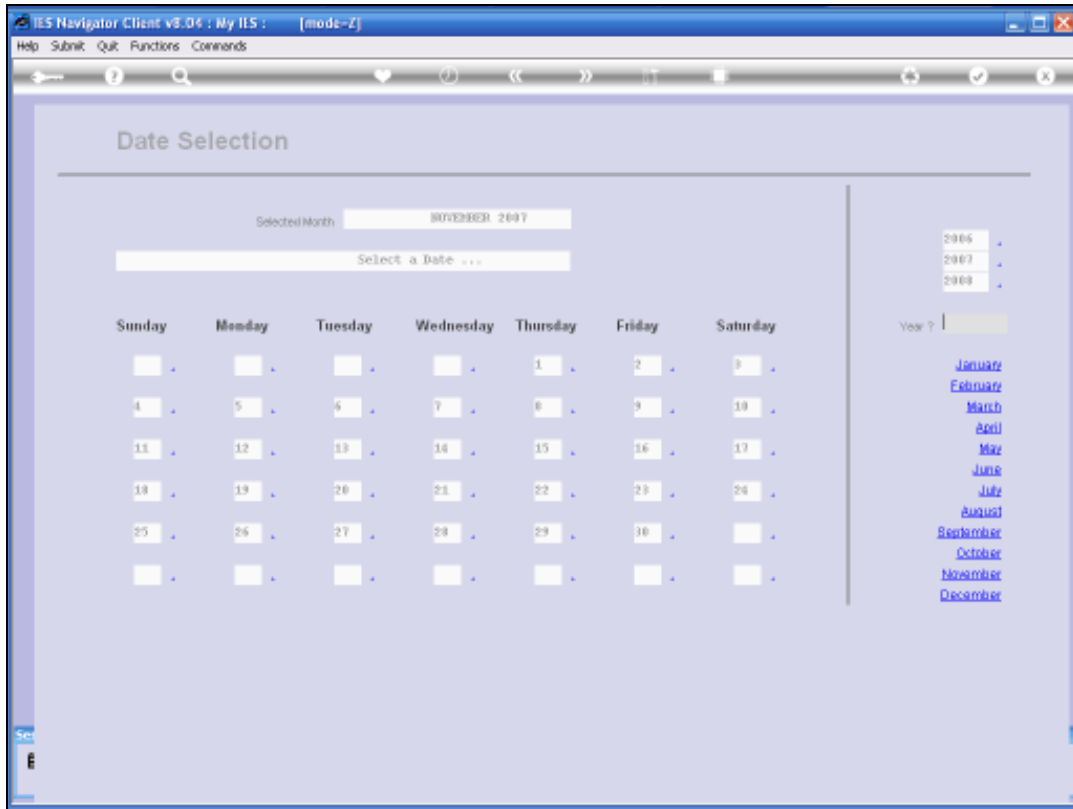 IES Navigator Client v8.04 : My IES : [mode-Z]
Help Submit Quit Functions Commands
Date Selection
Selected Month NOVEMBER 2007
Select a Date ...
2006
2007
2008
Year ?
Sunday Monday Tuesday Wednesday Thursday Friday Saturday
1 2 3
4 5 6 7 8 9 10
11 12 13 14 15 16 17
18 19 20 21 22 23 24
25 26 27 28 29 30
January
February
March
April
May
June
July
August
September
October
November
December